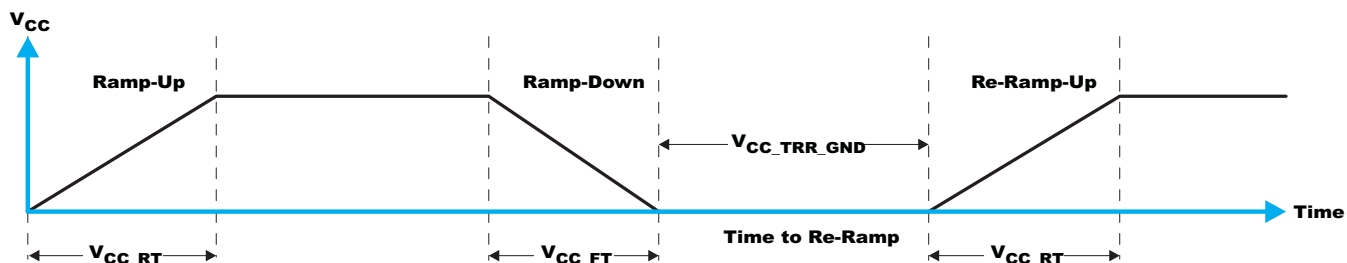 VCC
Ramp-Up
Ramp-Down
Re-Ramp-Up
VCC_TRR_GND
Time
Time to Re-Ramp
VCC_RT
VCC_FT
VCC_RT